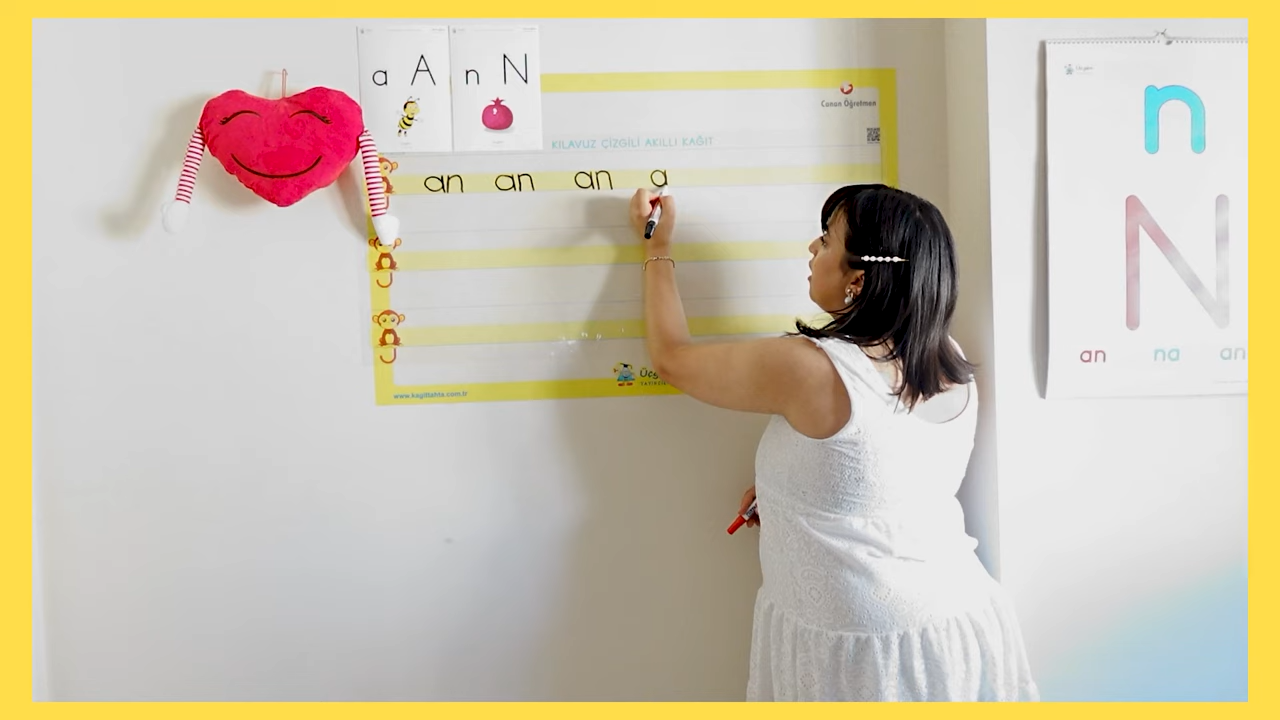 a A n N
Canan Öğretmen
KILAVUZ ÇİZGİLİ AKILLI KAĞIT
an an an a
www.kagittahta.com.tr
n
N
an na an